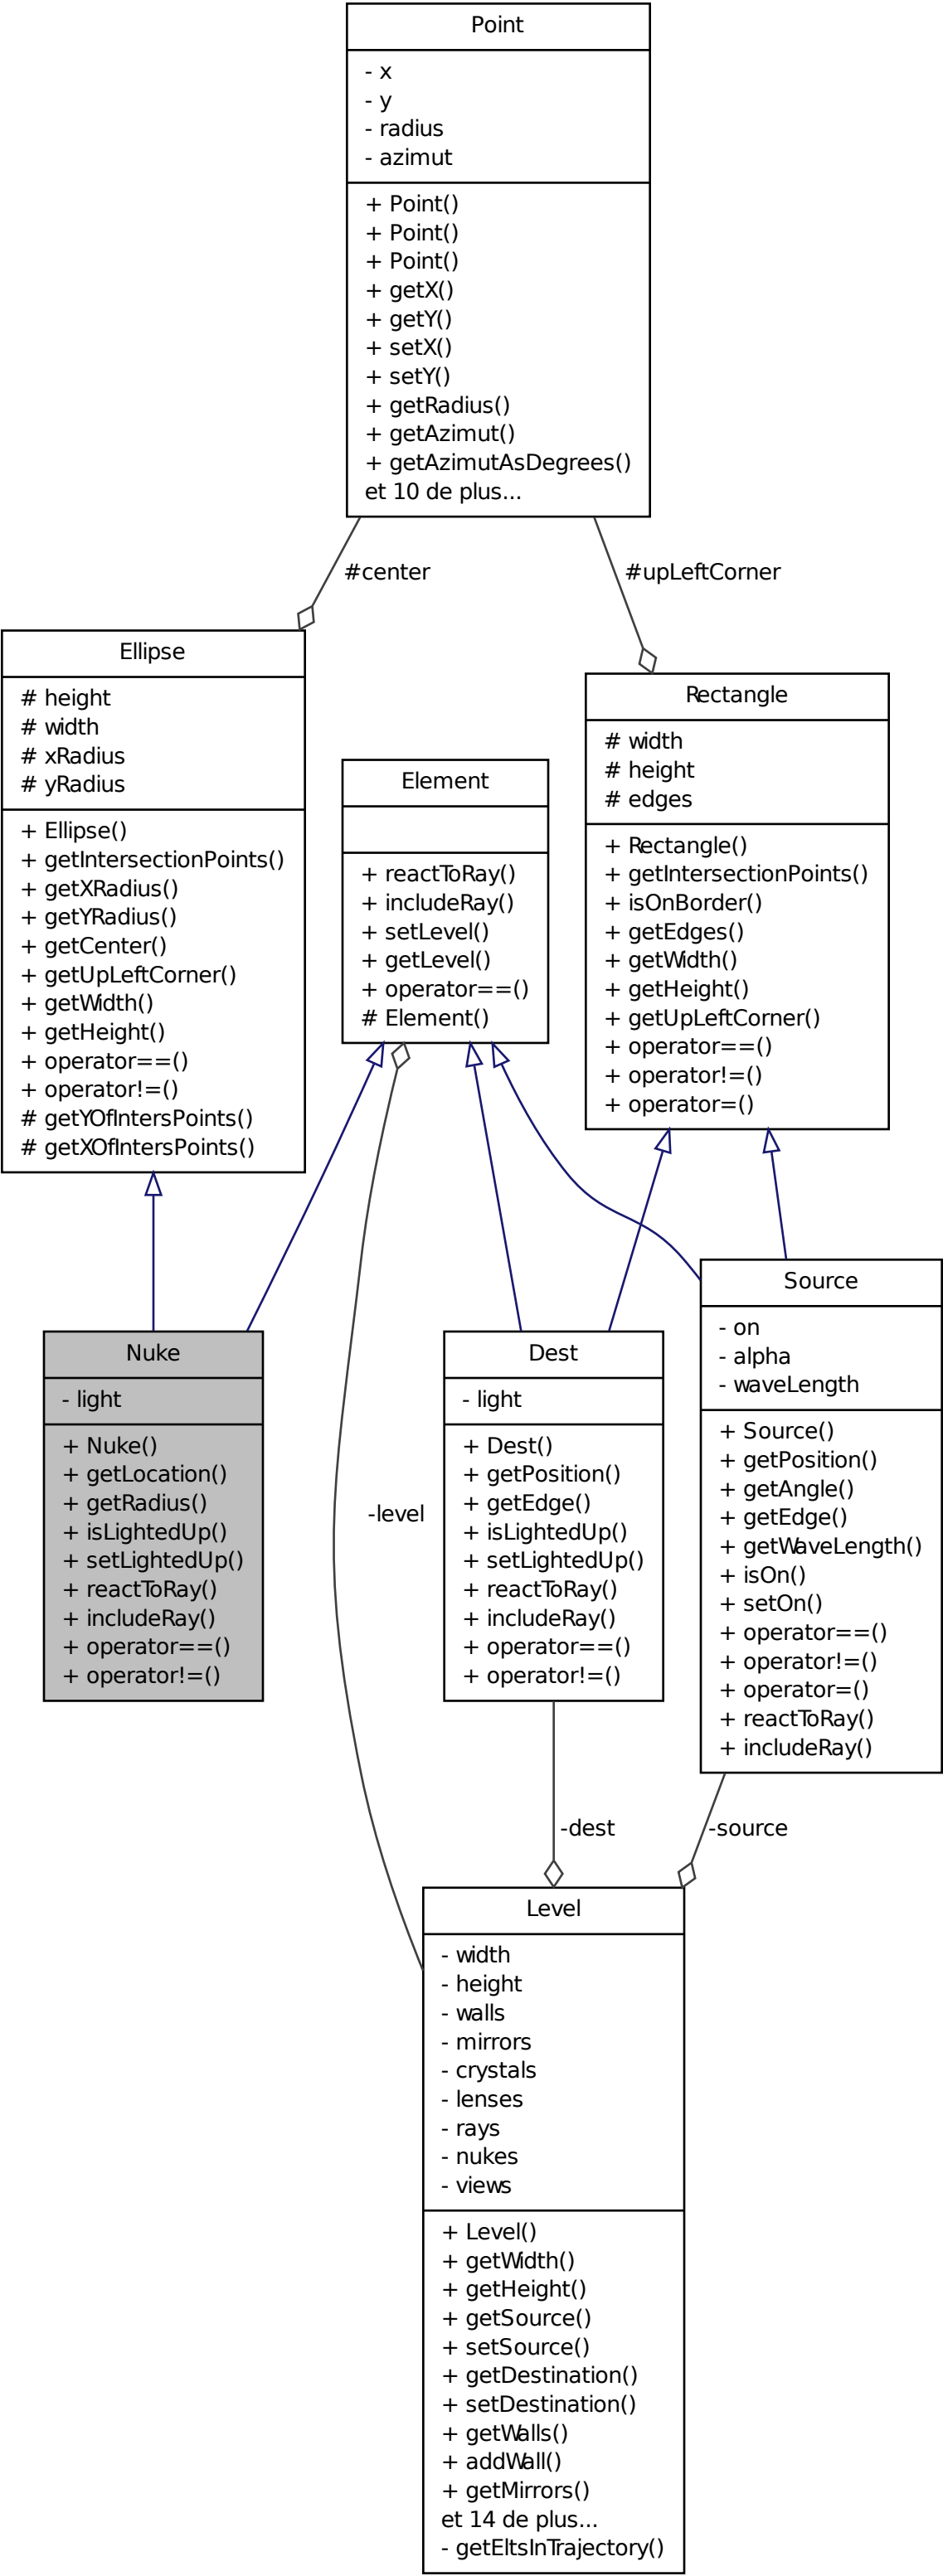 Point
- x
- y
- radius
- azimut
+ Point()
+ Point()
+ Point()
+ getX()
+ getY()
+ setX()
+ setY()
+ getRadius()
+ getAzimut()
+ getAzimutAsDegrees()
et 10 de plus...
#center
#upLeftCorner
Ellipse
# height
# width
# xRadius
# yRadius
+ Ellipse()
+ getIntersectionPoints()
+ getXRadius()
+ getYRadius()
+ getCenter()
+ getUpLeftCorner()
+ getWidth()
+ getHeight()
+ operator==()
+ operator!=()
# getYOfIntersPoints()
# getXOfIntersPoints()
Element
+ reactToRay()
+ includeRay()
+ setLevel()
+ getLevel()
+ operator==()
# Element()
Rectangle
# width
# height
# edges
+ Rectangle()
+ getIntersectionPoints()
+ isOnBorder()
+ getEdges()
+ getWidth()
+ getHeight()
+ getUpLeftCorner()
+ operator==()
+ operator!=()
+ operator=()
Nuke
- light
+ Nuke()
+ getLocation()
+ getRadius()
+ isLightedUp()
+ setLightedUp()
+ reactToRay()
+ includeRay()
+ operator==()
+ operator!=()
-level
Dest
- light
+ Dest()
+ getPosition()
+ getEdge()
+ isLightedUp()
+ setLightedUp()
+ reactToRay()
+ includeRay()
+ operator==()
+ operator!=()
Source
- on
- alpha
- waveLength
+ Source()
+ getPosition()
+ getAngle()
+ getEdge()
+ getWaveLength()
+ isOn()
+ setOn()
+ operator==()
+ operator!=()
+ operator=()
+ reactToRay()
+ includeRay()
-dest
-source
Level
- width
- height
- walls
- mirrors
- crystals
- lenses
- rays
- nukes
- views
+ Level()
+ getWidth()
+ getHeight()
+ getSource()
+ setSource()
+ getDestination()
+ setDestination()
+ getWalls()
+ addWall()
+ getMirrors()
et 14 de plus...
- getEltsInTrajectory()